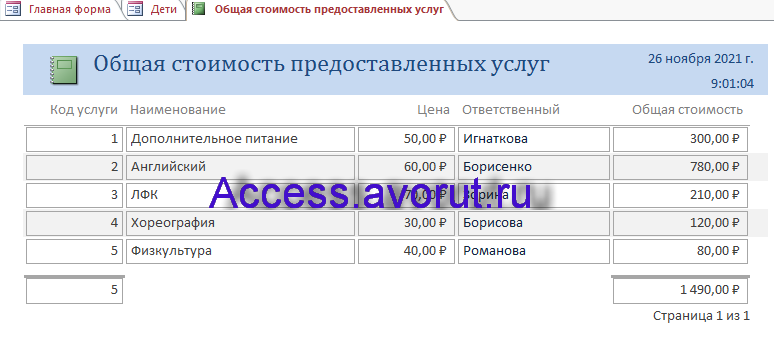 Главная форма Дети Общая стоимость предоставленных услуг
Общая стоимость предоставленных услуг 26 ноября 2021 г.
9:01:04
Код услуги Наименование Цена Ответственный Общая стоимость
1 Дополнительное питание 50,00 ₽ Игнаткова 300,00 ₽
2 Английский 60,00 ₽ Борисенко 780,00 ₽
3 ЛФК 210,00 ₽
Access.avorut.ru
4 Хореография 30,00 ₽ Борисова 120,00 ₽
5 Физкультура 40,00 ₽ Романова 80,00 ₽
5 1 490,00 ₽
Страница 1 из 1